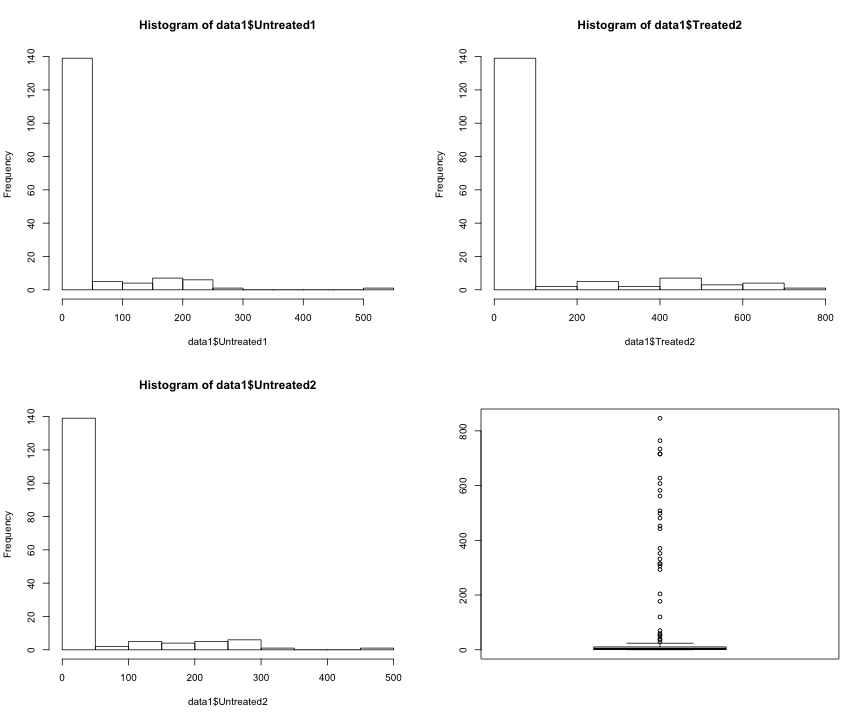 Histogram of data1$Untreated1
Frequency
0 20 40 60 80 100 120 140
0 100 200 300 400 500
data1$Untreated1
Histogram of data1$Treated2
Frequency
0 20 40 60 80 100 120 140
0 200 400 600 800
data1$Treated2
Histogram of data1$Untreated2
Frequency
0 20 40 60 80 100 120 140
0 100 200 300 400 500
data1$Untreated2
0 200 400 600 800